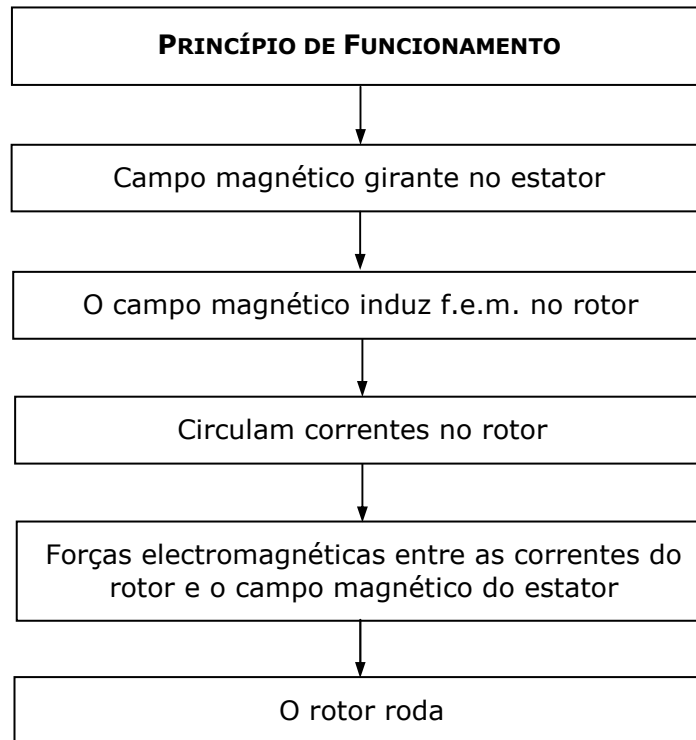 PRINCÍPIO DE FUNCIONAMENTO
Campo magnético girante no estator
O campo magnético induz f.e.m. no rotor
Circulam correntes no rotor
Forças electromagnéticas entre as correntes do
rotor e o campo magnético do estator
O rotor roda